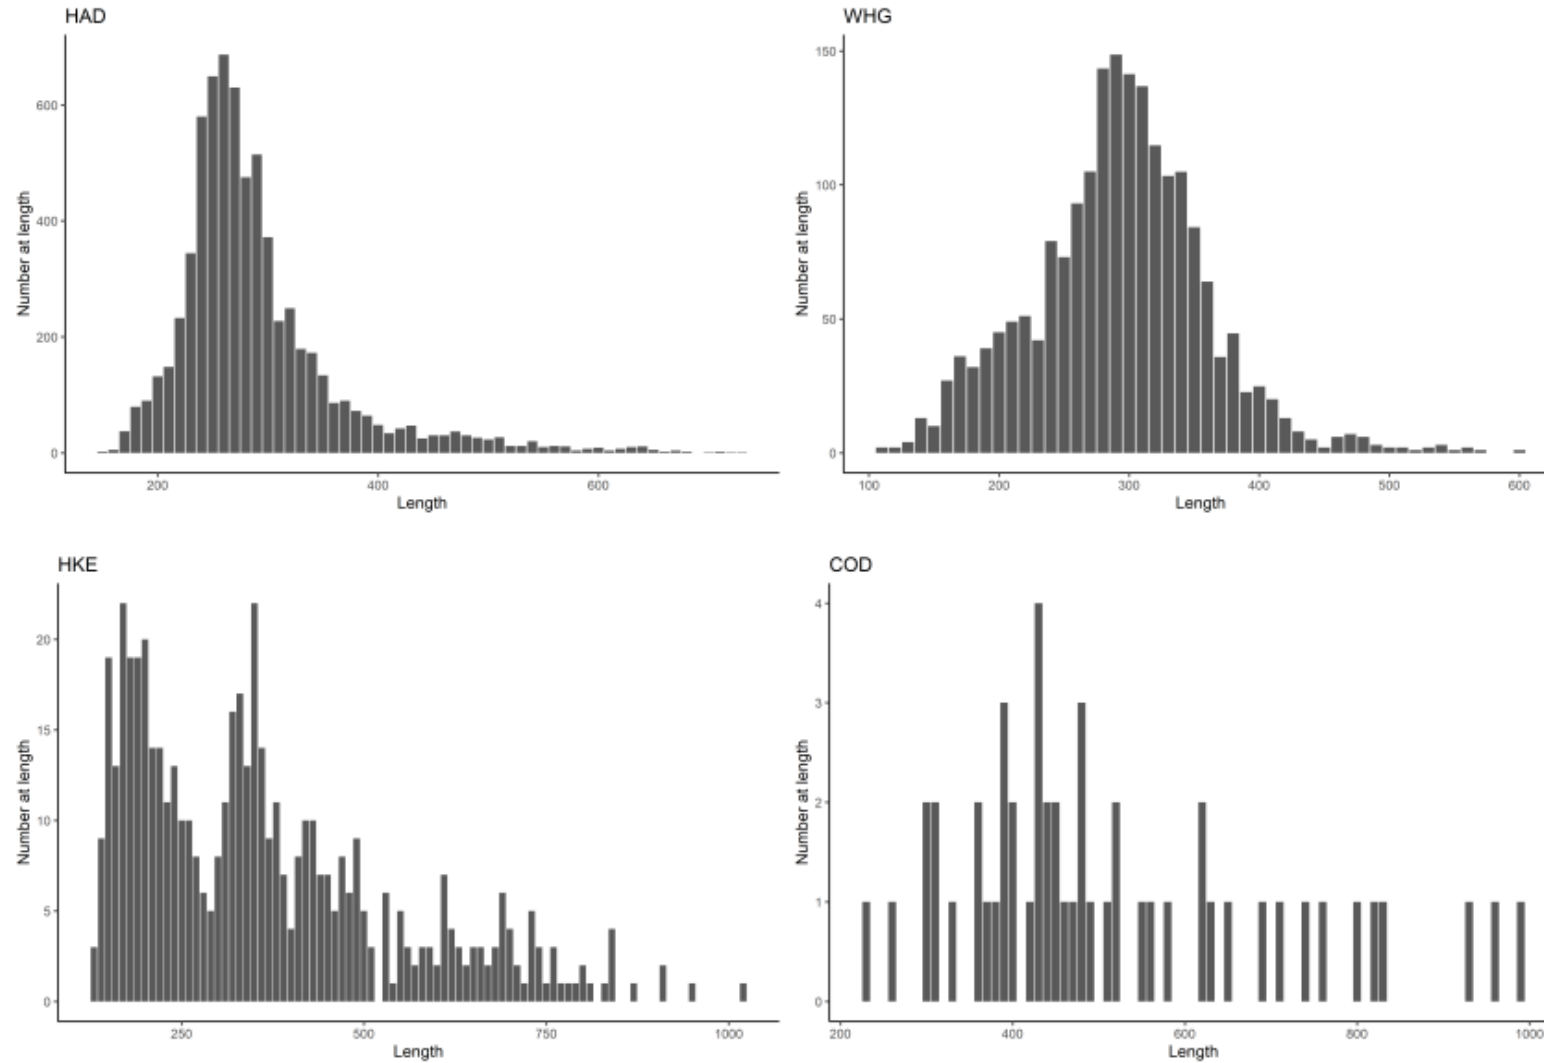 HAD
600
400
200
0
Number at length
200 400 600
Length
WHG
150
100
50
0
Number at length
100 200 300 400 500 600
Length
HKE
20
15
10
5
0
Number at length
250 500 750 1000
Length
COD
4
3
2
1
0
Number at length
200 400 600 800 1000
Length